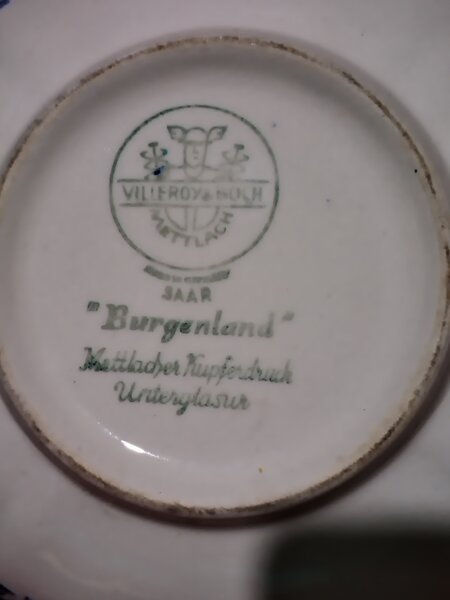 VILLEROY & BOCH
METTLACH
SAAR
"Burgenland"
Mettlacher Kupferdruck
Unterglasur